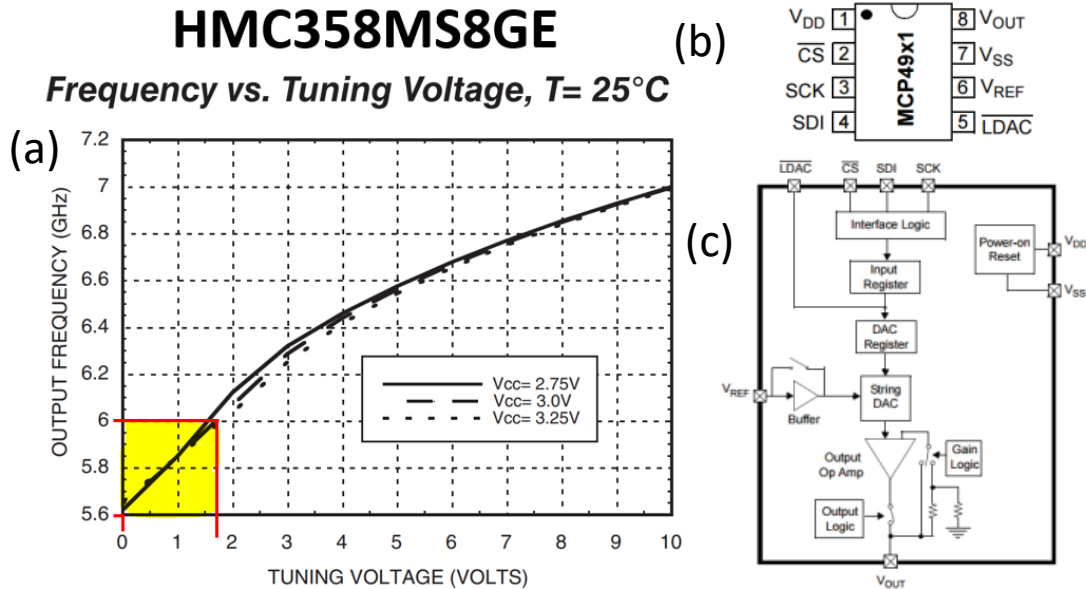 HMC358MS8GE
Frequency vs. Tuning Voltage, T= 25°C
(a)
OUTPUT FREQUENCY (GHz)
7.2
7
6.8
6.6
6.4
6.2
6
5.8
5.6
0 1 2 3 4 5 6 7 8 9 10
TUNING VOLTAGE (VOLTS)
Vcc= 2.75V
Vcc= 3.0V
Vcc= 3.25V
(b)
VDD 1 8 VOUT
C̅S̅ 2 7 VSS
SCK 3 6 VREF
SDI 4 5 L̅D̅A̅C̅
MCP49x1
(c)
L̅D̅A̅C̅ C̅S̅ SDI SCK
Interface Logic
Power-on
Reset
VDD
VSS
Input
Register
DAC
Register
VREF
Buffer
String
DAC
Output
Op Amp
Gain
Logic
Output
Logic
VOUT